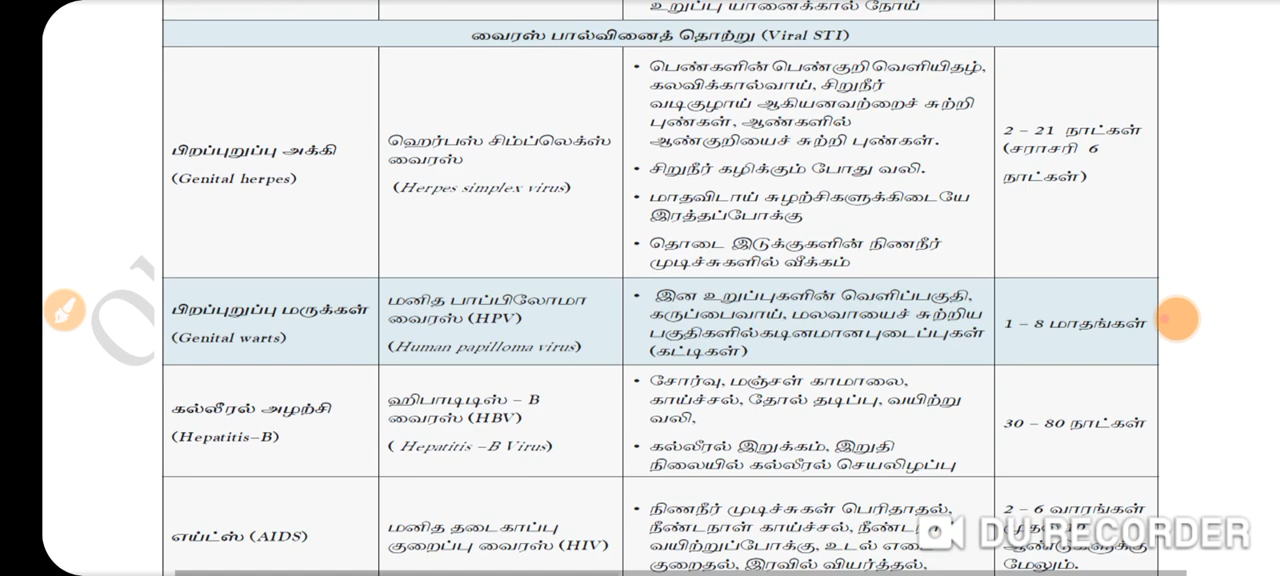 உறுப்பு யானைக்கால் நோய்
வைரஸ் பால்வினைத் தொற்று (Viral STI)
பிறப்புறுப்பு அக்கி
(Genital herpes)
ஹெர்பஸ் சிம்ப்லெக்ஸ்
வைரஸ்
(Herpes simplex virus)
• பெண்களின் பெண்குறி வெளியிதழ்,
கலவிக்கால்வாய், சிறுநீர்
வடிகுழாய் ஆகியனவற்றைச் சுற்றி
புண்கள், ஆண்களில்
ஆண்குறியைச் சுற்றி புண்கள்.
• சிறுநீர் கழிக்கும் போது வலி.
• மாதவிடாய் சுழற்சிகளுக்கிடையே
இரத்தப்போக்கு
• தொடை இடுக்குகளின் நிணநீர்
முடிச்சுகளில் வீக்கம்
2 – 21 நாட்கள்
(சராசரி 6
நாட்கள்)
பிறப்புறுப்பு மருக்கள்
(Genital warts)
மனித பாப்பிலோமா
வைரஸ் (HPV)
(Human papilloma virus)
• இன உறுப்புகளின் வெளிப்பகுதி,
கருப்பைவாய், மலவாயைச் சுற்றிய
பகுதிகளில்கடினமானபுடைப்புகள்
(கட்டிகள்)
1 – 8 மாதங்கள்
கல்லீரல் அழற்சி
(Hepatitis–B)
ஹிபாடிடிஸ் – B
வைரஸ் (HBV)
( Hepatitis –B Virus)
• சோர்வு, மஞ்சள் காமாலை,
காய்ச்சல், தோல் தடிப்பு, வயிற்று
வலி,
• கல்லீரல் இறுக்கம், இறுதி
நிலையில் கல்லீரல் செயலிழப்பு
30 – 80 நாட்கள்
எய்ட்ஸ் (AIDS)
மனித தடைகாப்பு
குறைப்பு வைரஸ் (HIV)
• நிணநீர் முடிச்சுகள் பெரிதாதல்,
நீண்டநாள் காய்ச்சல்,
வயிற்றுப்போக்கு, உடல் எடை
குறைதல், இரவில் வியர்த்தல்,
2 – 6 வாரங்கள்
ஆண்டுகளுக்கு
மேலும்.
DU RECORDER